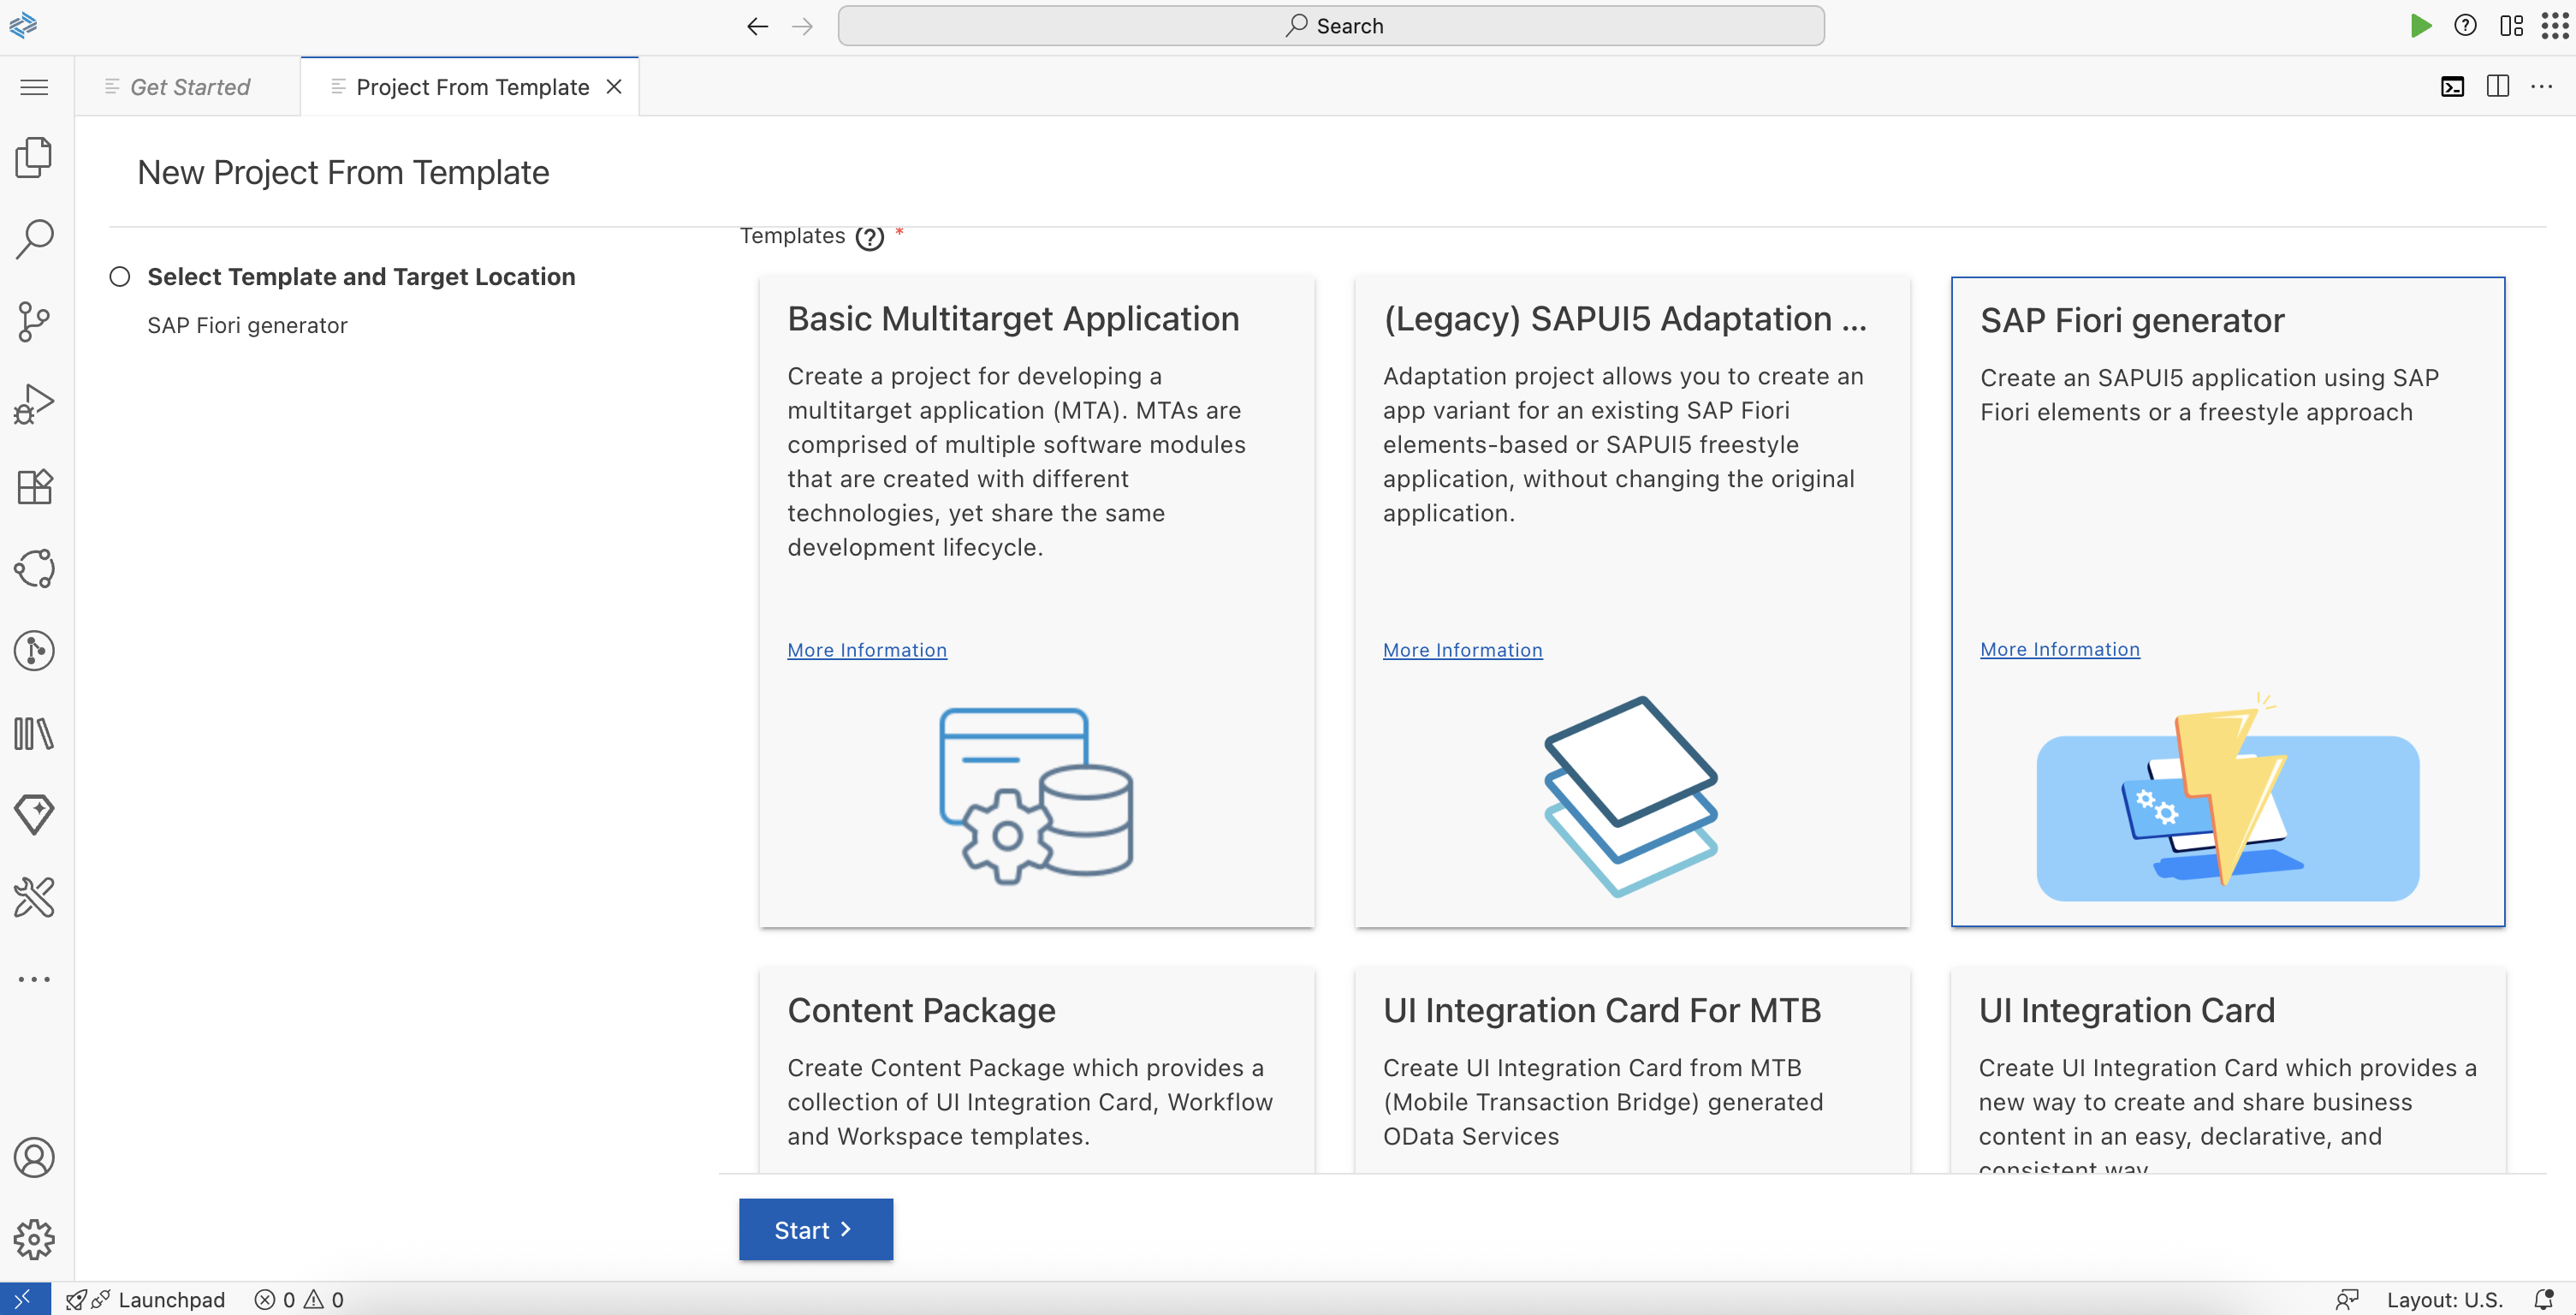 Search
Get Started
Project From Template
New Project From Template
Select Template and Target Location
SAP Fiori generator
Templates *
Basic Multitarget Application
Create a project for developing a
multitarget application (MTA). MTAs are
comprised of multiple software modules
that are created with different
technologies, yet share the same
development lifecycle.
More Information
(Legacy) SAPUI5 Adaptation ...
Adaptation project allows you to create an
app variant for an existing SAP Fiori
elements-based or SAPUI5 freestyle
application, without changing the original
application.
More Information
SAP Fiori generator
Create an SAPUI5 application using SAP
Fiori elements or a freestyle approach
More Information
Content Package
Create Content Package which provides a
collection of UI Integration Card, Workflow
and Workspace templates.
UI Integration Card For MTB
Create UI Integration Card from MTB
(Mobile Transaction Bridge) generated
OData Services
UI Integration Card
Create UI Integration Card which provides a
new way to create and share business
content in an easy, declarative, and
consistent way
Start
Launchpad 0 0
Layout: U.S.